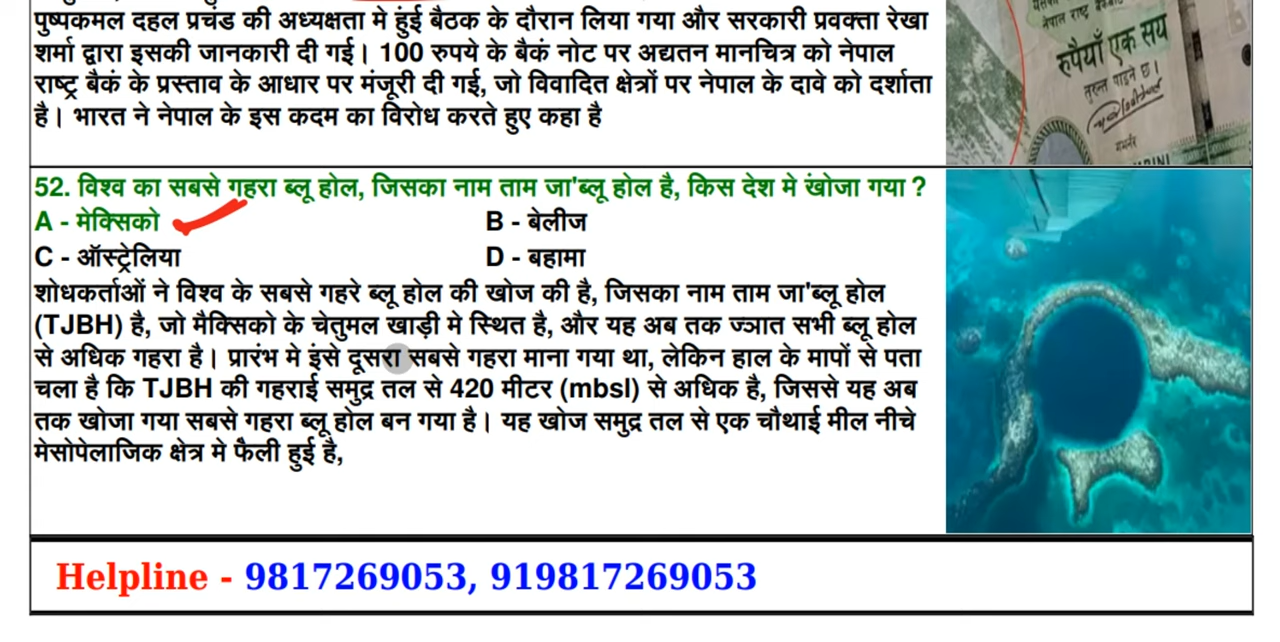 पुष्पकमल दहल प्रचंड की अध्यक्षता मे हुंई बैठक के दौरान लिया गया और सरकारी प्रवक्ता रेखा
शर्मा द्वारा इसकी जानकारी दी गई। 100 रुपये के बैकं नोट पर अद्यतन मानचित्र को नेपाल
राष्ट्र बैकं के प्रस्ताव के आधार पर मंजूरी दी गई, जो विवादित क्षेत्रों पर नेपाल के दावे को दर्शाता
है। भारत ने नेपाल के इस कदम का विरोध करते हुए कहा है
नेपाल राष्ट्र
रुपैयाँ एक सय
तुरुन्त पाइने छ।
गभर्नर
52. विश्व का सबसे गहरा ब्लू होल, जिसका नाम ताम जा'ब्लू होल है, किस देश मे खोजा गया ?
A - मेक्सिको
B - बेलीज
C - ऑस्ट्रेलिया
D - बहामा
शोधकर्ताओं ने विश्व के सबसे गहरे ब्लू होल की खोज की है, जिसका नाम ताम जा'ब्लू होल
(TJBH) है, जो मैक्सिको के चेतुमल खाड़ी मे स्थित है, और यह अब तक ज्ञात सभी ब्लू होल
से अधिक गहरा है। प्रारंभ मे इंसे दूसरा सबसे गहरा माना गया था, लेकिन हाल के मापों से पता
चला है कि TJBH की गहराई समुद्र तल से 420 मीटर (mbsl) से अधिक है, जिससे यह अब
तक खोजा गया सबसे गहरा ब्लू होल बन गया है। यह खोज समुद्र तल से एक चौथाई मील नीचे
मेसोपेलाजिक क्षेत्र मे फैली हुई है,
Helpline - 9817269053, 919817269053